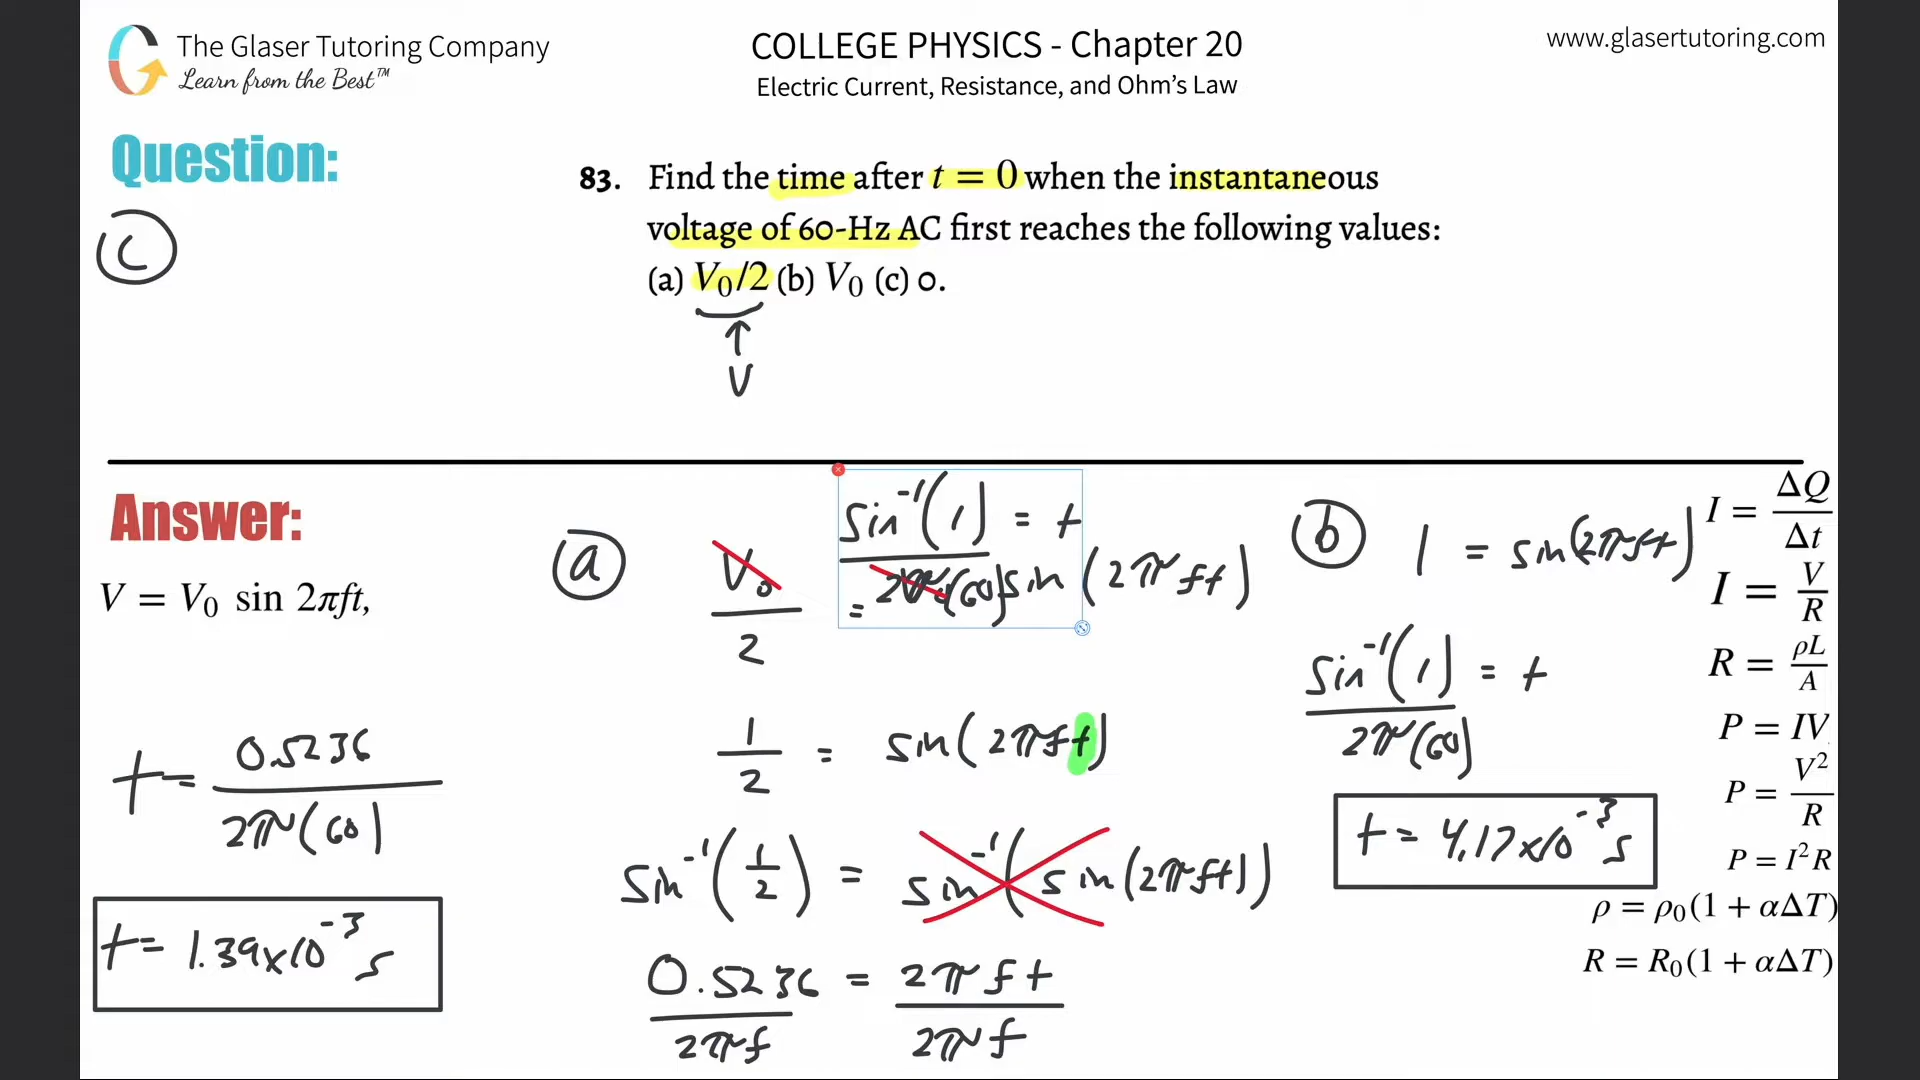 The Glaser Tutoring Company
Learn from the Best™
COLLEGE PHYSICS - Chapter 20
Electric Current, Resistance, and Ohm's Law
www.glasertutoring.com
Question:
C
83. Find the time after t = 0 when the instantaneous
voltage of 60-Hz AC first reaches the following values:
(a) V₀/2 (b) V₀ (c) 0.
↑
V
Answer:
V = V₀ sin 2πft,
t = 0.5236 / 2π(60)
t = 1.39x10⁻³ s
a
V₀/2 = V₀ sin(2πft)
sin⁻¹(1) / 2π(60) = t
1/2 = sin(2πft)
sin⁻¹(1/2) = sin⁻¹(sin(2πft))
0.5236 / 2πf = 2πft / 2πf
b
1 = sin(2πft)
sin⁻¹(1) / 2π(60) = t
t = 4.17x10⁻³ s
I = ΔQ / Δt
I = V / R
R = ρL / A
P = IV
P = V² / R
P = I²R
ρ = ρ₀(1 + αΔT)
R = R₀(1 + αΔT)